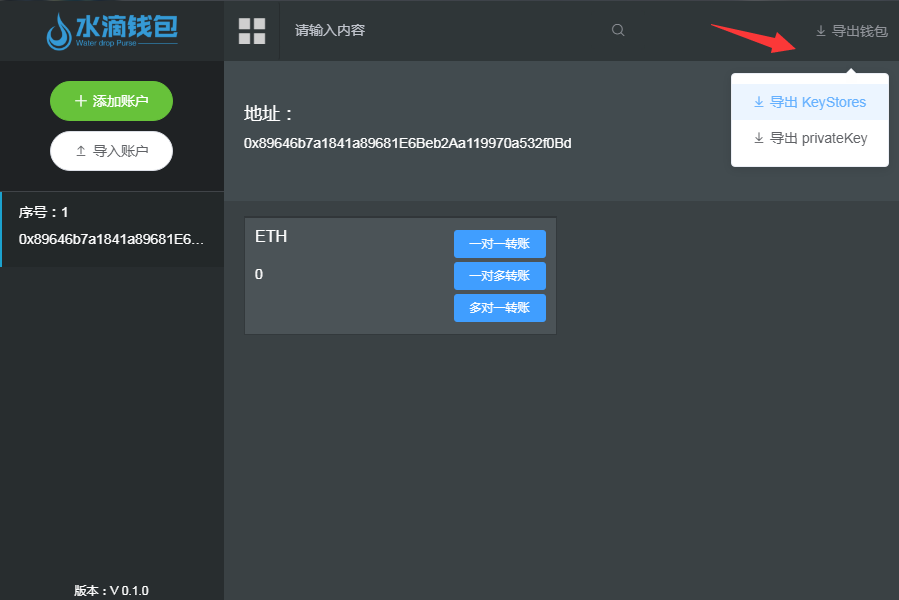 水滴钱包
Water drop Purse
请输入内容
导出钱包
添加账户
导入账户
导出 KeyStores
导出 privateKey
地址：
0x89646b7a1841a89681E6Beb2Aa119970a532f0Bd
序号：1
0x89646b7a1841a89681E6...
ETH
0
一对一转账
一对多转账
多对一转账
版本：V 0.1.0